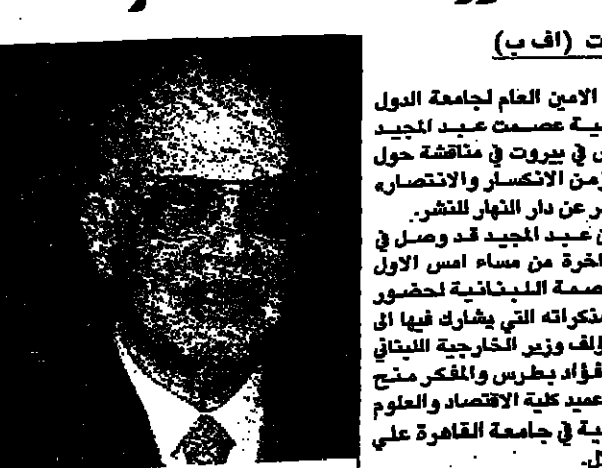 ت (اف ب)
الامين العام لجامعة الدول
ية عصمت عبد المجيد
في بيروت في مناقشة حول
زمن الانكسار والانتصار»
ر عن دار النهار للنشر.
ن عبد المجيد قد وصل في
اخرة من مساء امس الاول
صمة اللبنانية لحضور
مذكراته التي يشارك فيها الى
ؤلف وزير الخارجية اللبناني
فؤاد بطرس والمفكر منح
عميد كلية الاقتصاد والعلوم
ية في جامعة القاهرة علي
ل.